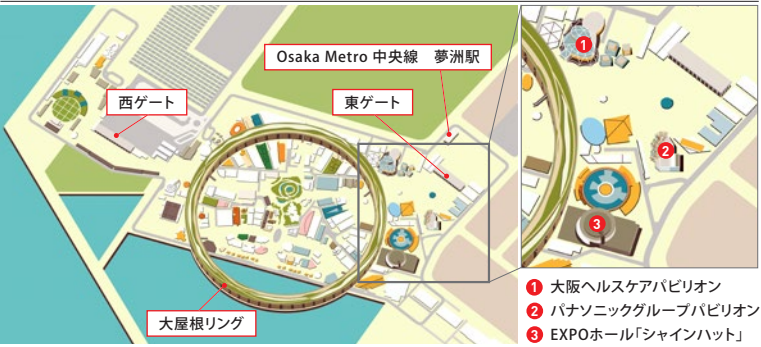 Osaka Metro 中央線　夢洲駅
西ゲート
東ゲート
大屋根リング
1
2
3
1 大阪ヘルスケアパビリオン
2 パナソニックグループパビリオン
3 EXPOホール「シャインハット」